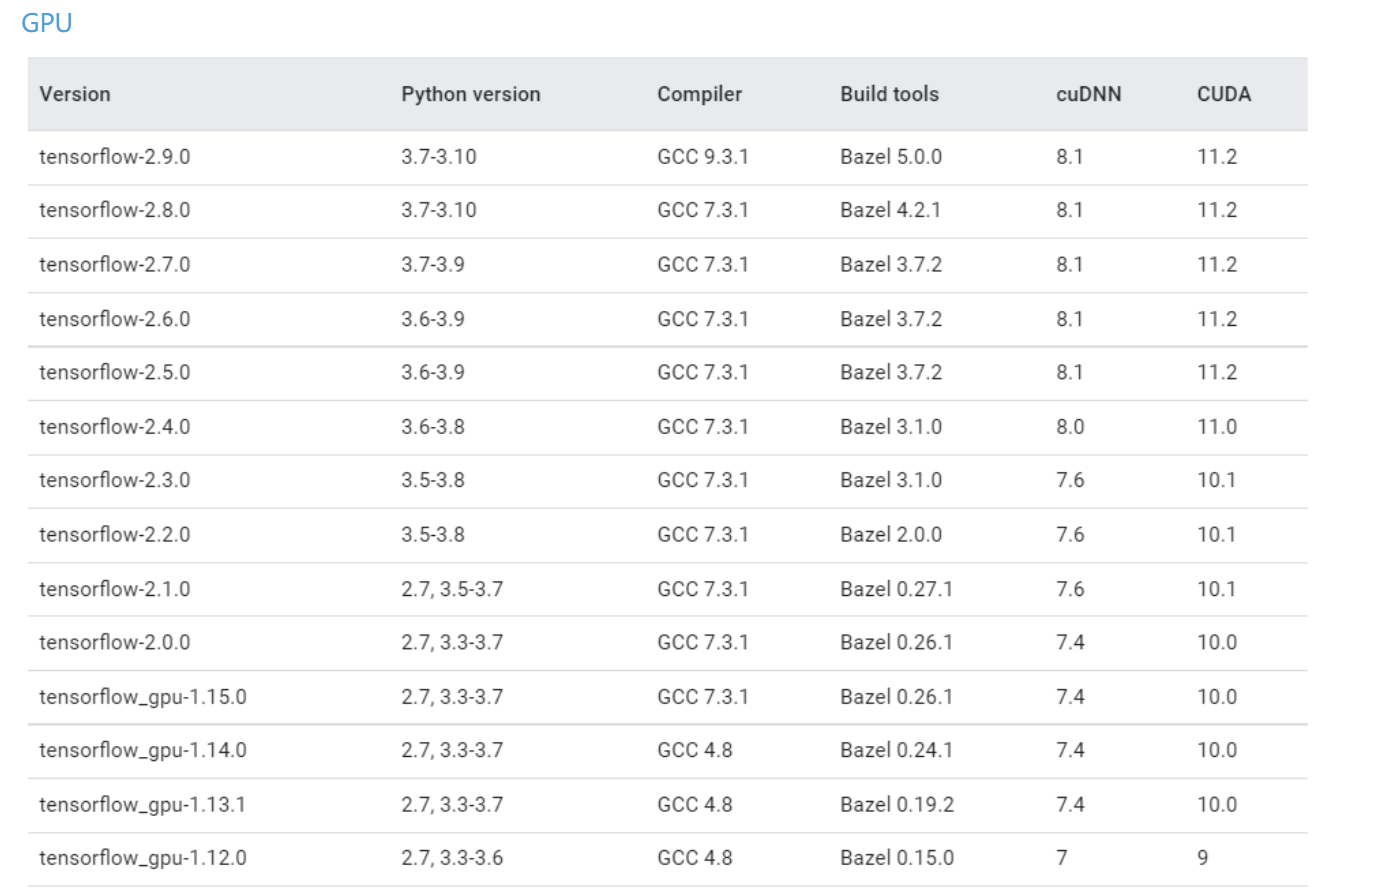 GPU
Version Python version Compiler Build tools cuDNN CUDA
tensorflow-2.9.0 3.7-3.10 GCC 9.3.1 Bazel 5.0.0 8.1 11.2
tensorflow-2.8.0 3.7-3.10 GCC 7.3.1 Bazel 4.2.1 8.1 11.2
tensorflow-2.7.0 3.7-3.9 GCC 7.3.1 Bazel 3.7.2 8.1 11.2
tensorflow-2.6.0 3.6-3.9 GCC 7.3.1 Bazel 3.7.2 8.1 11.2
tensorflow-2.5.0 3.6-3.9 GCC 7.3.1 Bazel 3.7.2 8.1 11.2
tensorflow-2.4.0 3.6-3.8 GCC 7.3.1 Bazel 3.1.0 8.0 11.0
tensorflow-2.3.0 3.5-3.8 GCC 7.3.1 Bazel 3.1.0 7.6 10.1
tensorflow-2.2.0 3.5-3.8 GCC 7.3.1 Bazel 2.0.0 7.6 10.1
tensorflow-2.1.0 2.7, 3.5-3.7 GCC 7.3.1 Bazel 0.27.1 7.6 10.1
tensorflow-2.0.0 2.7, 3.3-3.7 GCC 7.3.1 Bazel 0.26.1 7.4 10.0
tensorflow_gpu-1.15.0 2.7, 3.3-3.7 GCC 7.3.1 Bazel 0.26.1 7.4 10.0
tensorflow_gpu-1.14.0 2.7, 3.3-3.7 GCC 4.8 Bazel 0.24.1 7.4 10.0
tensorflow_gpu-1.13.1 2.7, 3.3-3.7 GCC 4.8 Bazel 0.19.2 7.4 10.0
tensorflow_gpu-1.12.0 2.7, 3.3-3.6 GCC 4.8 Bazel 0.15.0 7 9